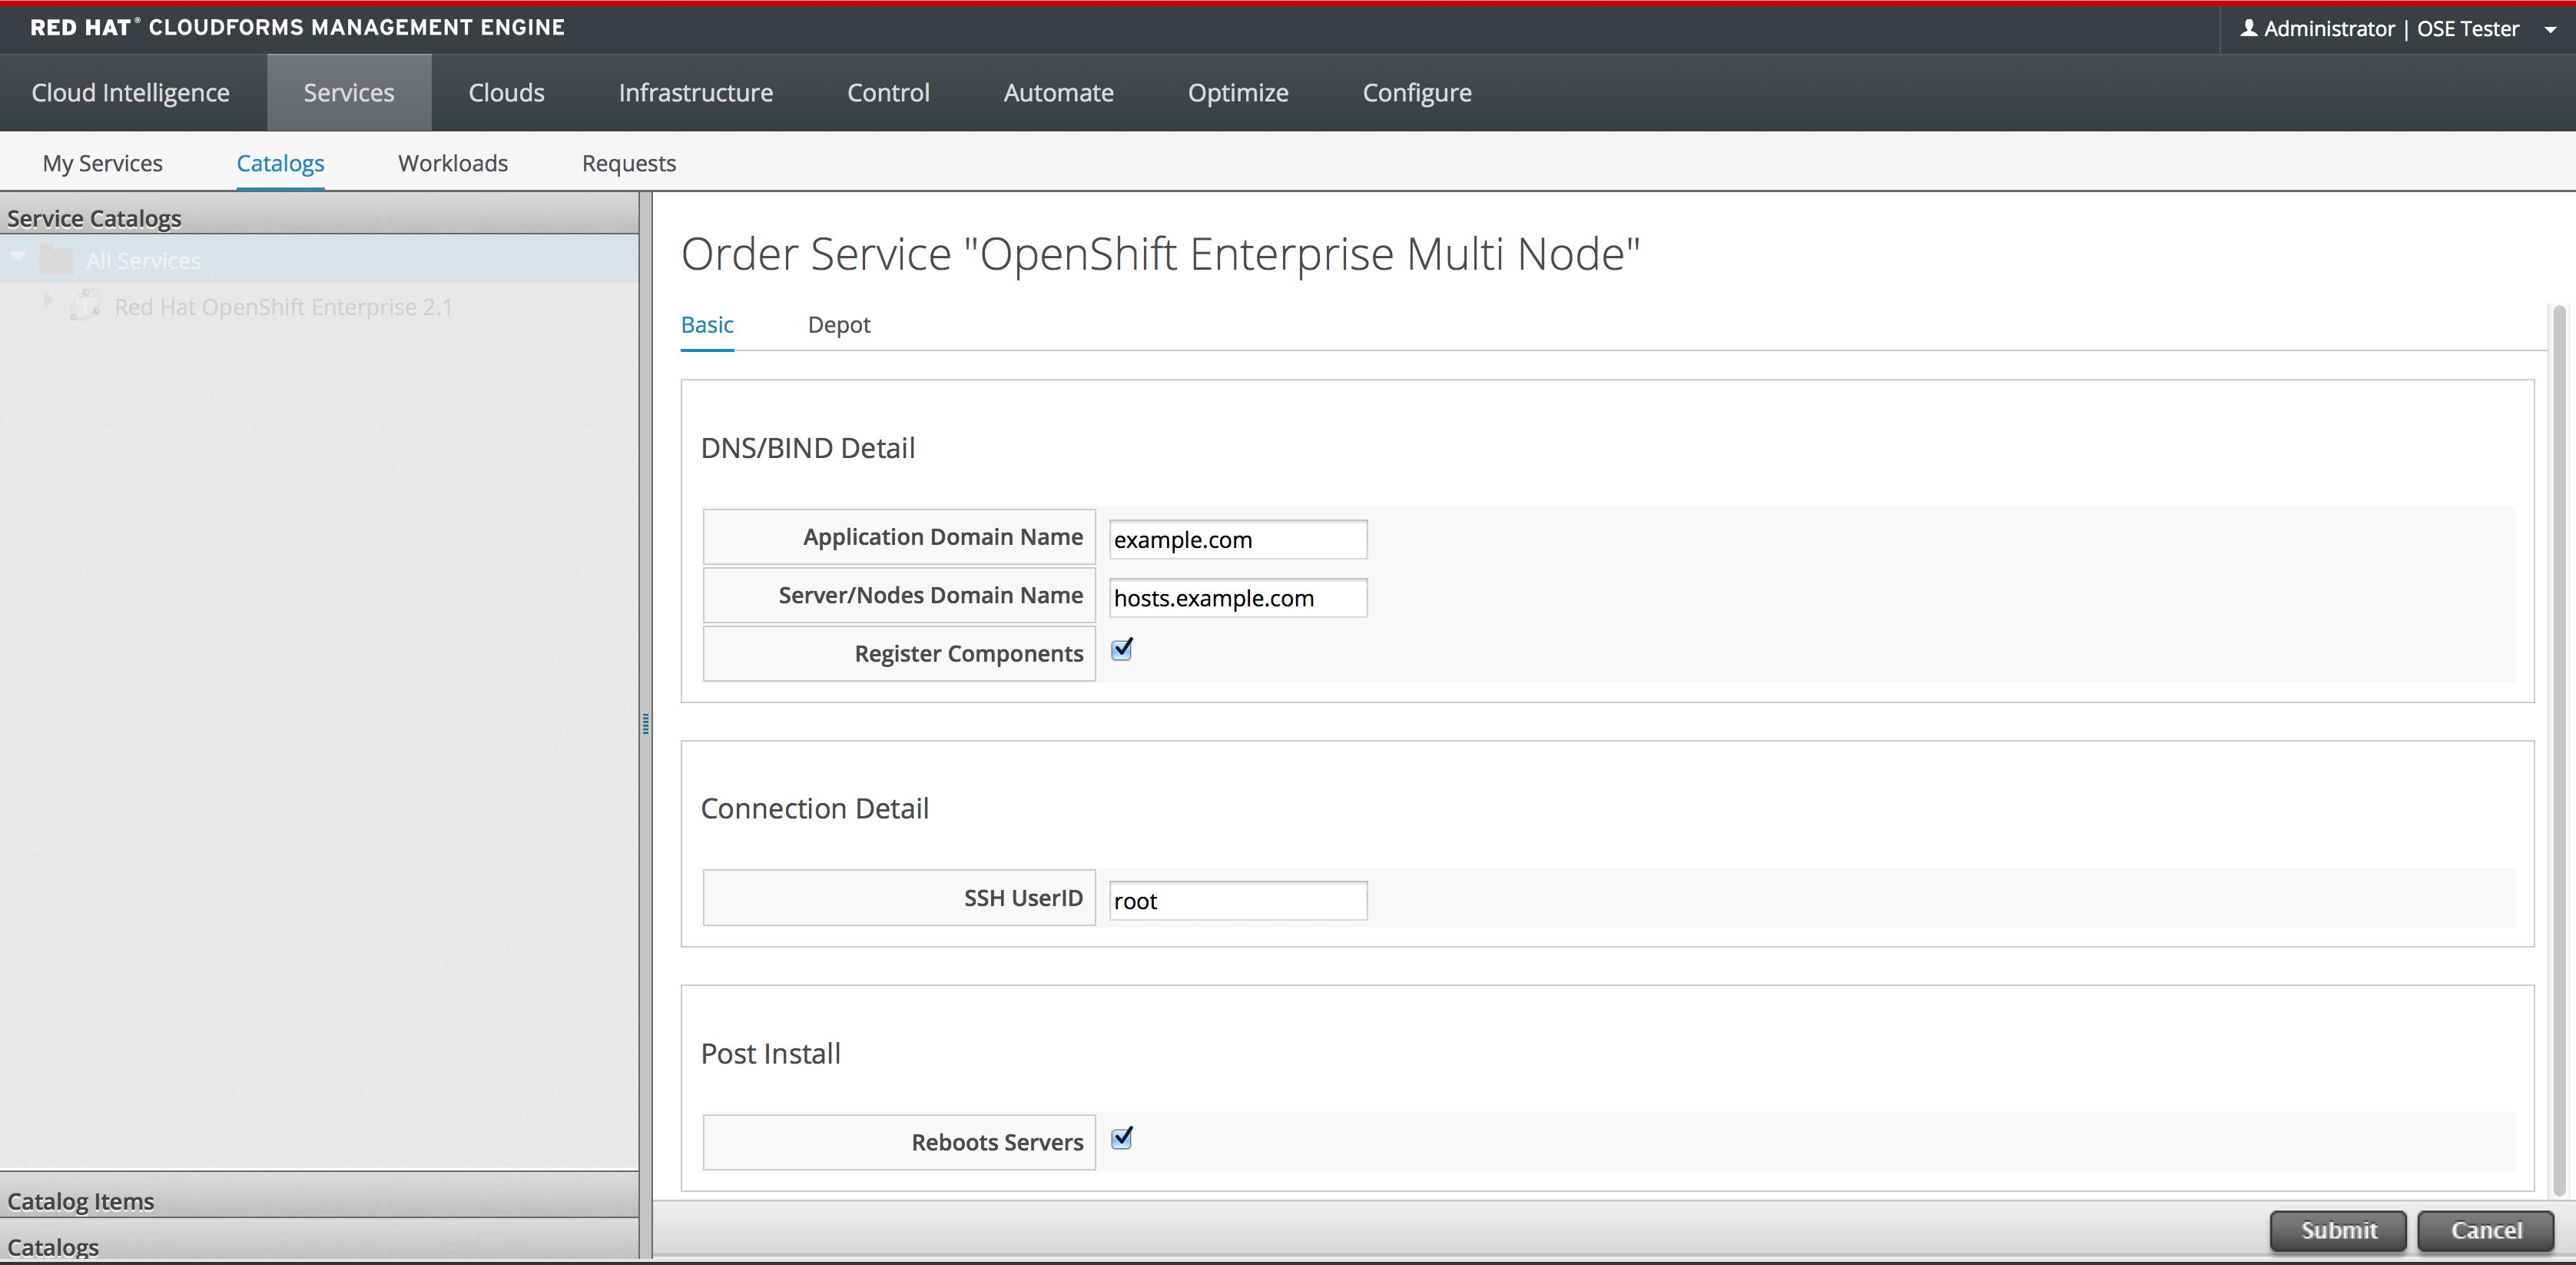 RED HAT® CLOUDFORMS MANAGEMENT ENGINE
Administrator | OSE Tester
Cloud Intelligence Services Clouds Infrastructure Control Automate Optimize Configure
My Services Catalogs Workloads Requests
Service Catalogs
All Services
Red Hat OpenShift Enterprise 2.1
Catalog Items
Catalogs
Order Service "OpenShift Enterprise Multi Node"
Basic Depot
DNS/BIND Detail
Application Domain Name example.com
Server/Nodes Domain Name hosts.example.com
Register Components
Connection Detail
SSH UserID root
Post Install
Reboots Servers
Submit Cancel